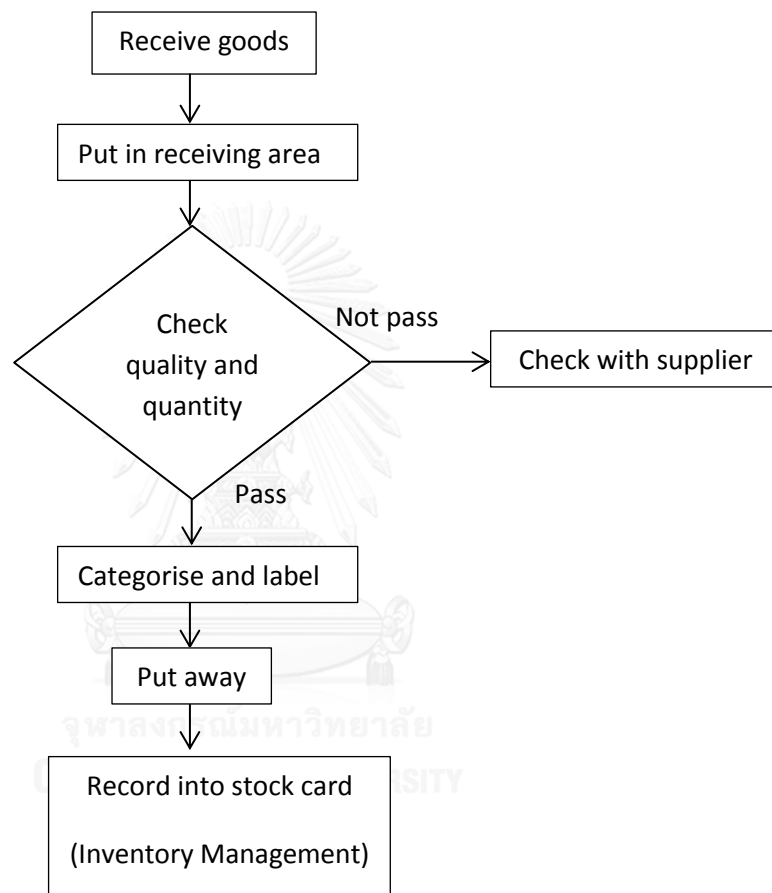 Receive goods
Put in receiving area
Check
quality and
quantity
Not pass
Check with supplier
Pass
Categorise and label
Put away
จุฬาลงกรณ์มหาวิทยาลัย
Record into stock card
RSITY
(Inventory Management)